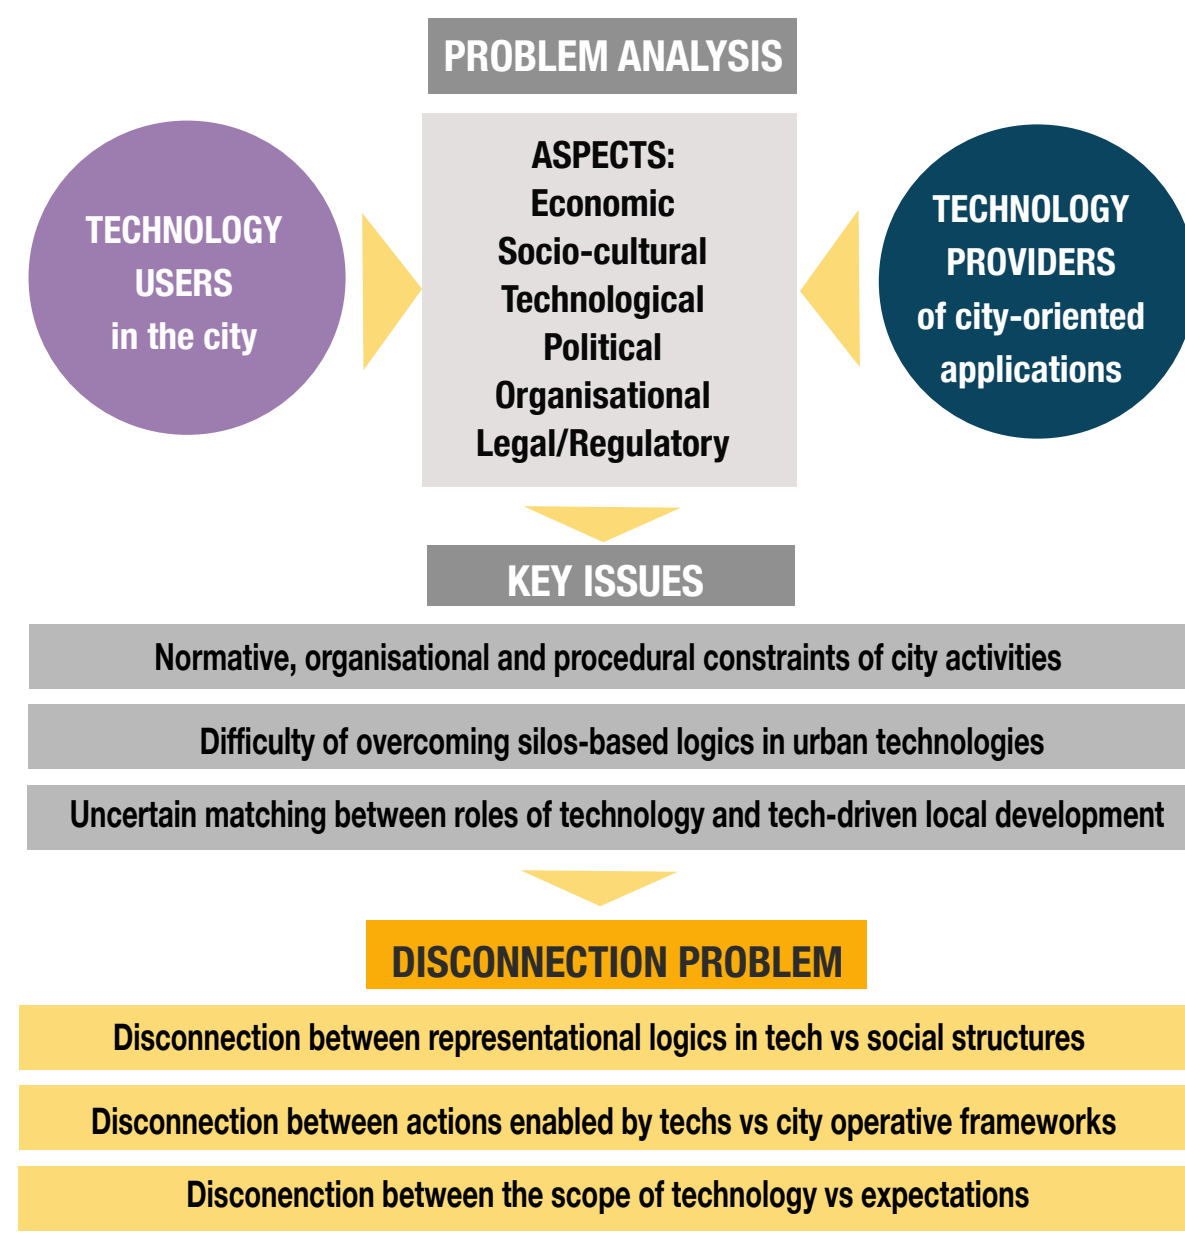 PROBLEM ANALYSIS
TECHNOLOGY
USERS
in the city
ASPECTS:
Economic
Socio-cultural
Technological
Political
Organisational
Legal/Regulatory
TECHNOLOGY
PROVIDERS
of city-oriented
applications
KEY ISSUES
Normative, organisational and procedural constraints of city activities
Difficulty of overcoming silos-based logics in urban technologies
Uncertain matching between roles of technology and tech-driven local development
DISCONNECTION PROBLEM
Disconnection between representational logics in tech vs social structures
Disconnection between actions enabled by techs vs city operative frameworks
Disconenction between the scope of technology vs expectations